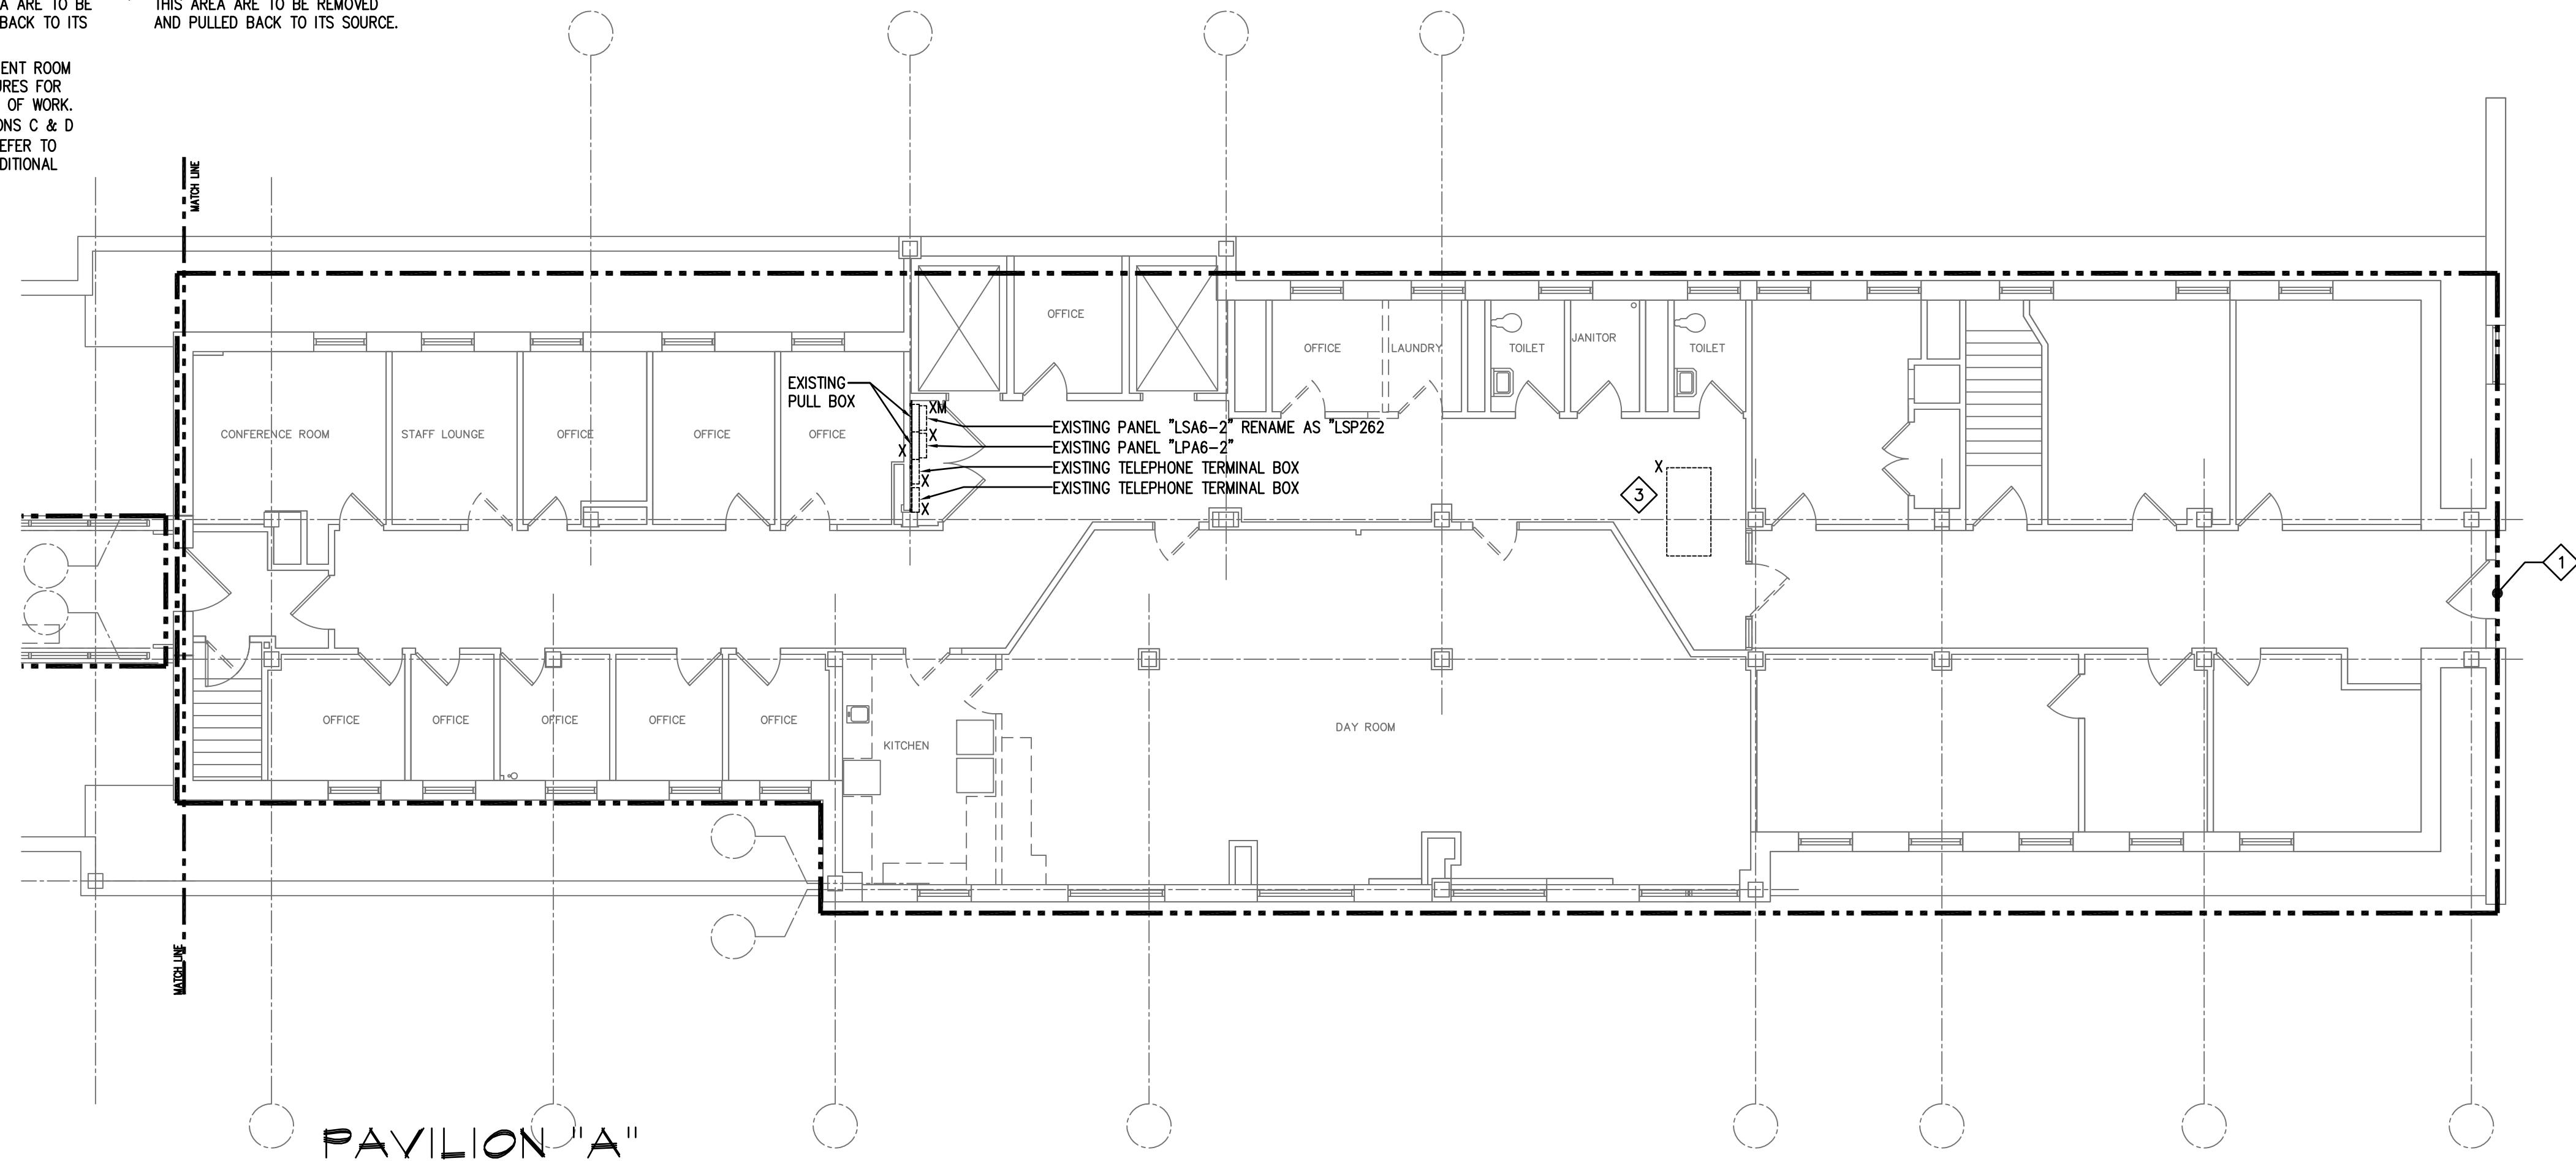 A ARE TO BE
BACK TO ITS
THIS AREA ARE TO BE REMOVED
AND PULLED BACK TO ITS SOURCE.
ENT ROOM
URES FOR
OF WORK.
ONS C & D
EFER TO
DITIONAL
MATCH LINE
OFFICE
OFFICE
LAUNDRY
TOILET
JANITOR
TOILET
EXISTING
PULL BOX
XM
X
X
X
X
EXISTING PANEL "LSA6-2" RENAME AS "LSP262
EXISTING PANEL "LPA6-2"
EXISTING TELEPHONE TERMINAL BOX
EXISTING TELEPHONE TERMINAL BOX
CONFERENCE ROOM
STAFF LOUNGE
OFFICE
OFFICE
OFFICE
X
3
1
OFFICE
OFFICE
OFFICE
OFFICE
OFFICE
KITCHEN
DAY ROOM
MATCH LINE
PAVILION "A"